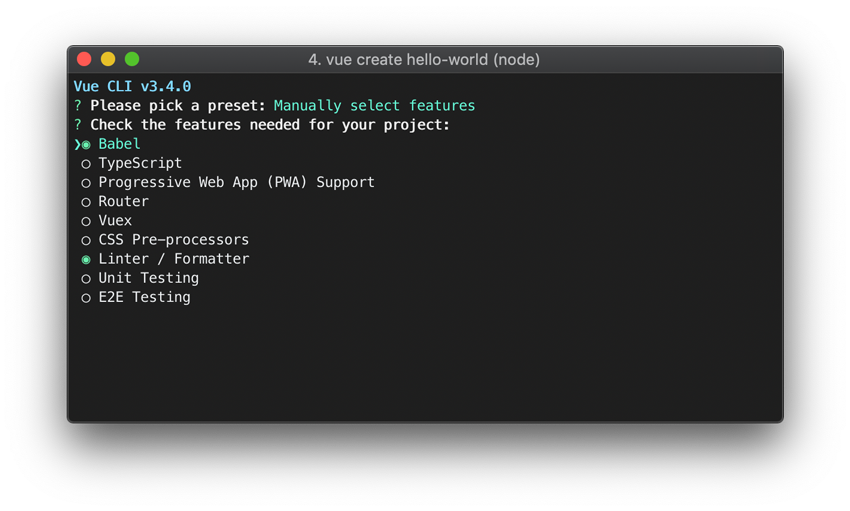 4. vue create hello-world (node)
Vue CLI v3.4.0
? Please pick a preset: Manually select features
? Check the features needed for your project:
❯◉ Babel
◯ TypeScript
◯ Progressive Web App (PWA) Support
◯ Router
◯ Vuex
◯ CSS Pre-processors
◉ Linter / Formatter
◯ Unit Testing
◯ E2E Testing